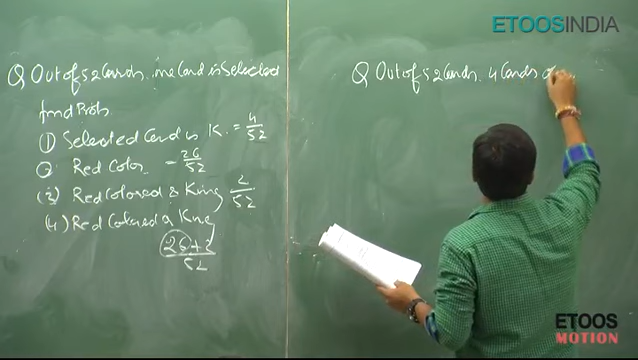 ETOOSINDIA
Q Out of 52 Cards. one Card is Selected
find Prob.
(1) Selected Card is K. = 4/52
(2) Red Color = 26/52
(3) Red Colored & King 2/52
(4) Red Colored or King
26+2/52
Q Out of 52 Cards. 4 Cards
ETOOS
MOTION